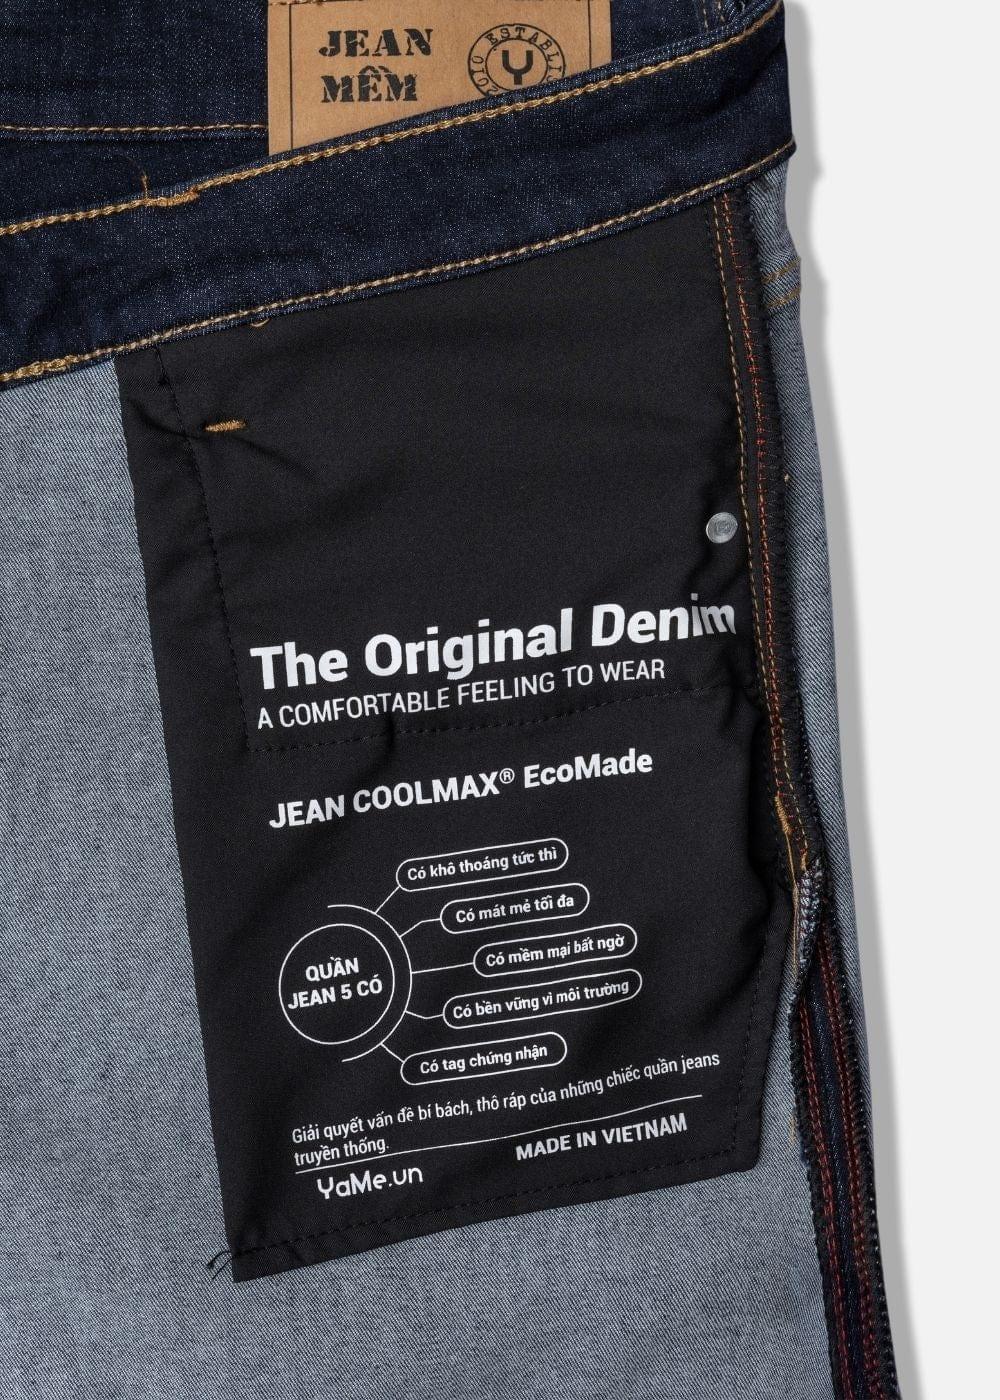 JEAN
MỀM
2010 ESTABLIS
Y
The Original Denim
A COMFORTABLE FEELING TO WEAR
JEAN COOLMAX® EcoMade
Có khô thoáng tức thì
Có mát mẻ tối đa
QUẦN
JEAN 5 CÓ
Có mềm mại bất ngờ
Có bền vững vì môi trường
Có tag chứng nhận
Giải quyết vấn đề bí bách, thô ráp của những chiếc quần jeans
truyền thống.
YaMe.vn
MADE IN VIETNAM